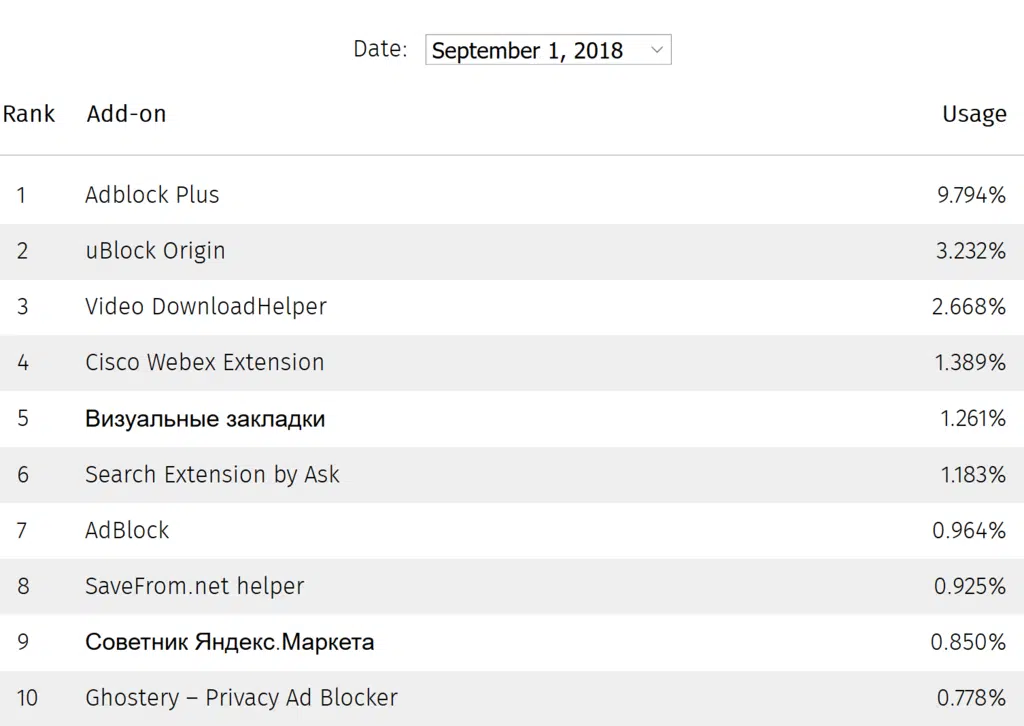 Date: September 1, 2018
Rank Add-on Usage
1 Adblock Plus 9.794%
2 uBlock Origin 3.232%
3 Video DownloadHelper 2.668%
4 Cisco Webex Extension 1.389%
5 Визуальные закладки 1.261%
6 Search Extension by Ask 1.183%
7 AdBlock 0.964%
8 SaveFrom.net helper 0.925%
9 Советник Яндекс.Маркета 0.850%
10 Ghostery – Privacy Ad Blocker 0.778%